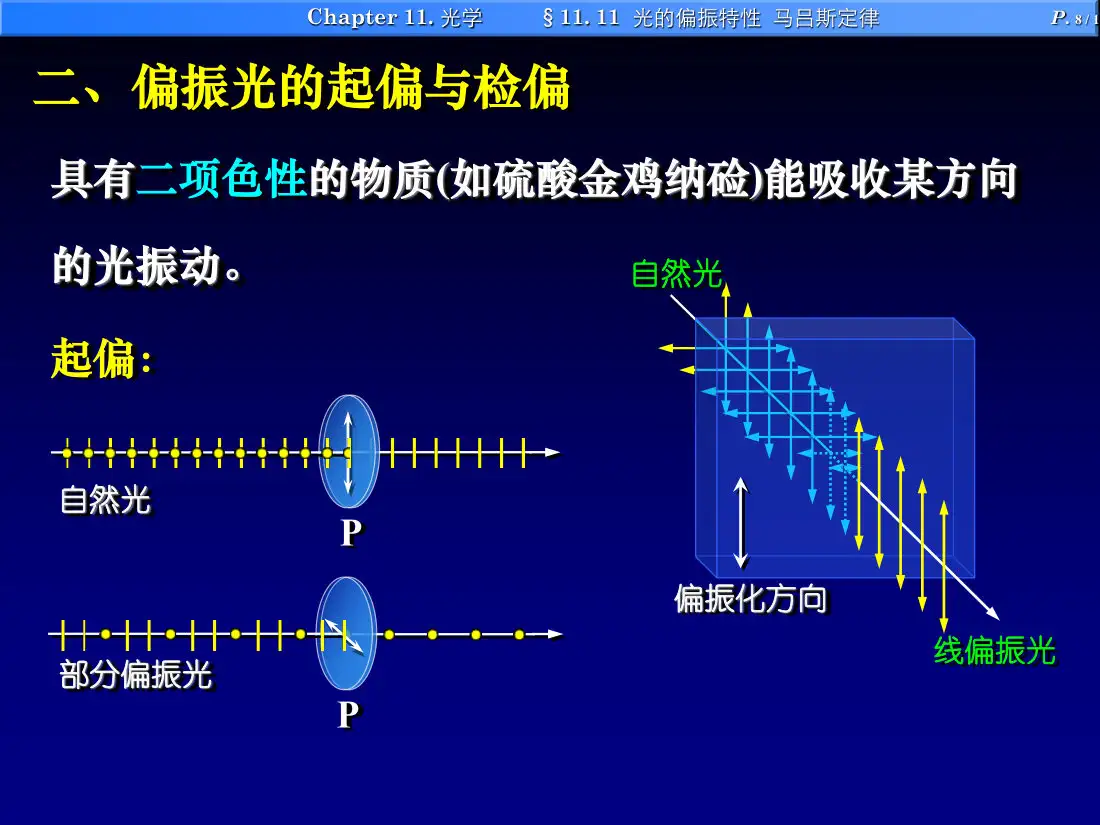 Chapter 11. 光学 §11.11 光的偏振特性 马吕斯定律 P. 8/1
二、偏振光的起偏与检偏
具有二项色性的物质(如硫酸金鸡纳硷)能吸收某方向
的光振动。
自然光
起偏:
自然光
P
偏振化方向
线偏振光
部分偏振光
P